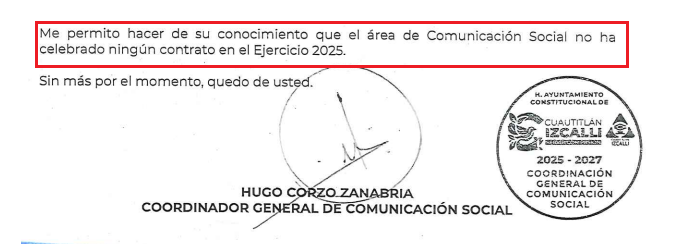 Me permito hacer de su conocimiento que el área de Comunicación Social no ha
celebrado ningún contrato en el Ejercicio 2025.
Sin más por el momento, quedo de usted.
HUGO CORZO ZANABRIA
COORDINADOR GENERAL DE COMUNICACIÓN SOCIAL
H. AYUNTAMIENTO
CONSTITUCIONAL DE
CUAUTITLÁN
IZCALLI
IZCALLI
2025 - 2027
COORDINACIÓN
GENERAL DE
COMUNICACIÓN
SOCIAL